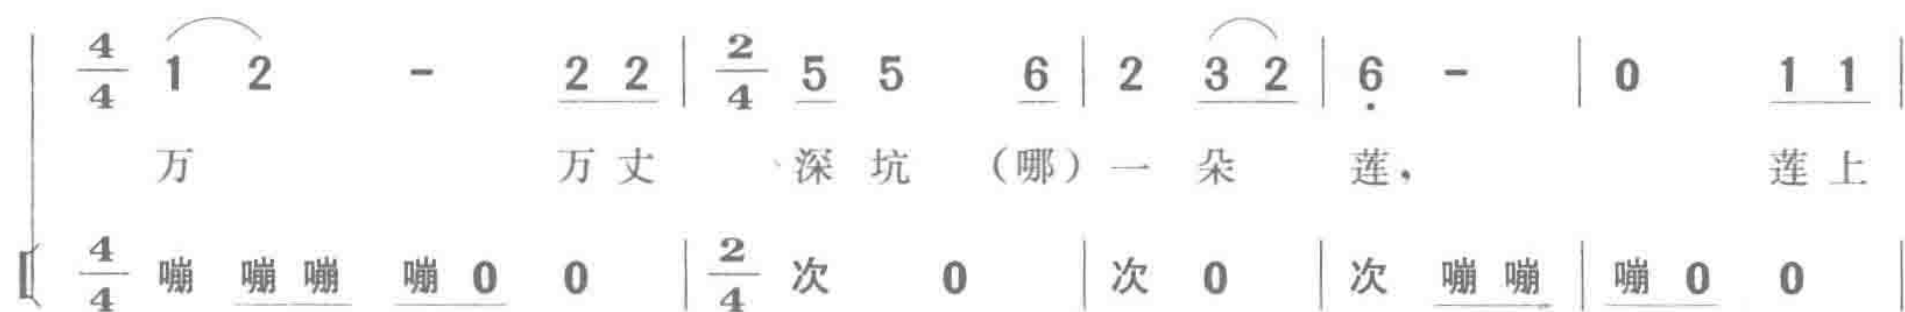 4/4 1 2 - 2 2 | 2/4 5 5 6 | 2 3 2 | 6 - | 0 1 1 |
万 万丈 深坑 (哪) 一朵 莲， 莲上
4/4 嘣 嘣嘣 嘣0 0 | 2/4 次 0 | 次 0 | 次 嘣嘣 | 嘣0 0 |